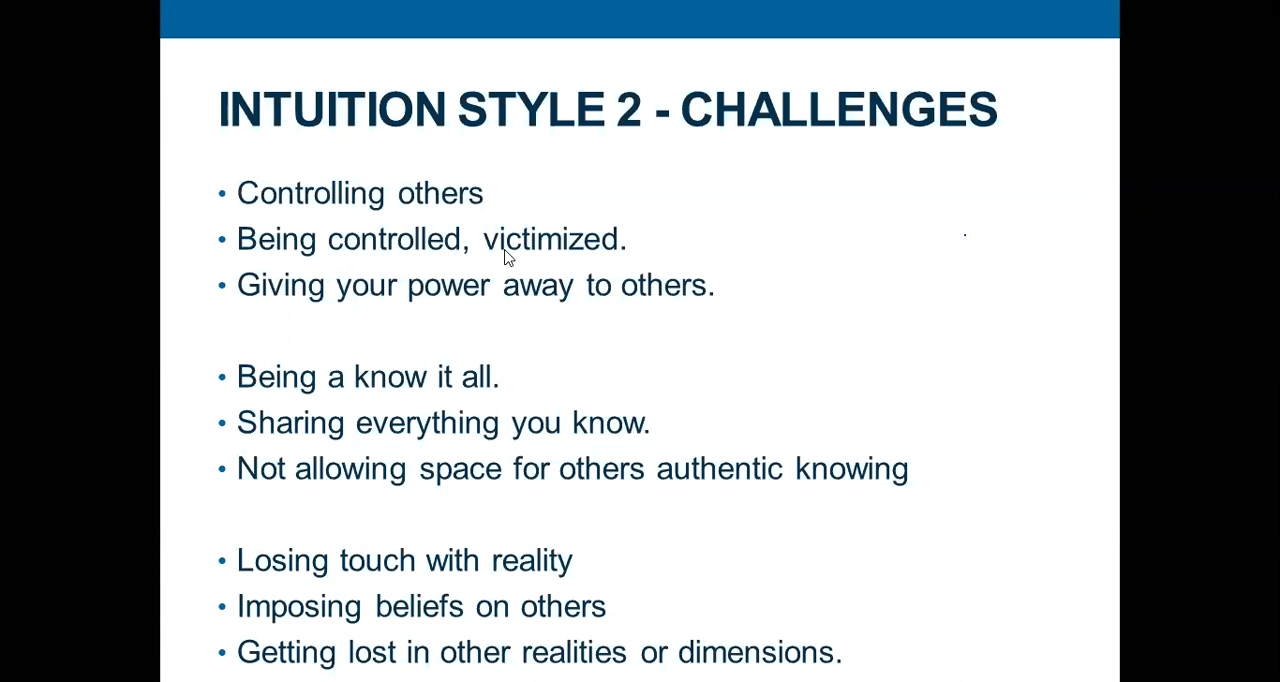 INTUITION STYLE 2 - CHALLENGES
• Controlling others
• Being controlled, victimized.
• Giving your power away to others.
• Being a know it all.
• Sharing everything you know.
• Not allowing space for others authentic knowing
• Losing touch with reality
• Imposing beliefs on others
• Getting lost in other realities or dimensions.